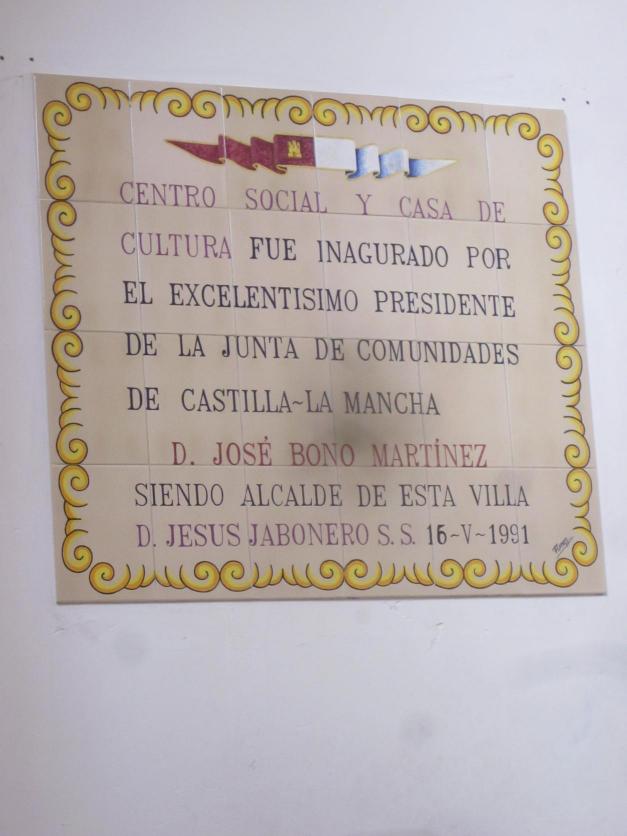 CENTRO SOCIAL Y CASA DE
CULTURA FUE INAGURADO POR
EL EXCELENTISIMO PRESIDENTE
DE LA JUNTA DE COMUNIDADES
DE CASTILLA~LA MANCHA
D. JOSÉ BONO MARTÍNEZ
SIENDO ALCALDE DE ESTA VILLA
D. JESUS JABONERO S. S. 16~V~1991